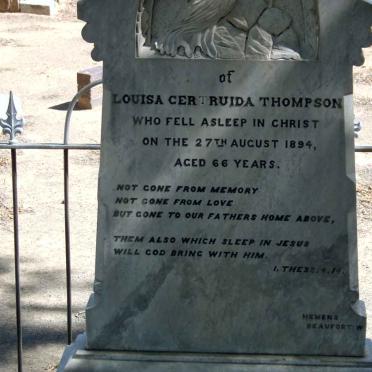 of
LOUISA GERTRUIDA THOMPSON
WHO FELL ASLEEP IN CHRIST
ON THE 27TH AUGUST 1894,
AGED 66 YEARS.
NOT GONE FROM MEMORY
NOT GONE FROM LOVE
BUT GONE TO OUR FATHERS HOME ABOVE,
THEM ALSO WHICH SLEEP IN JESUS
WILL GOD BRING WITH HIM.
1. THESS. 4. 14.
HEWENS
BEAUFORT W